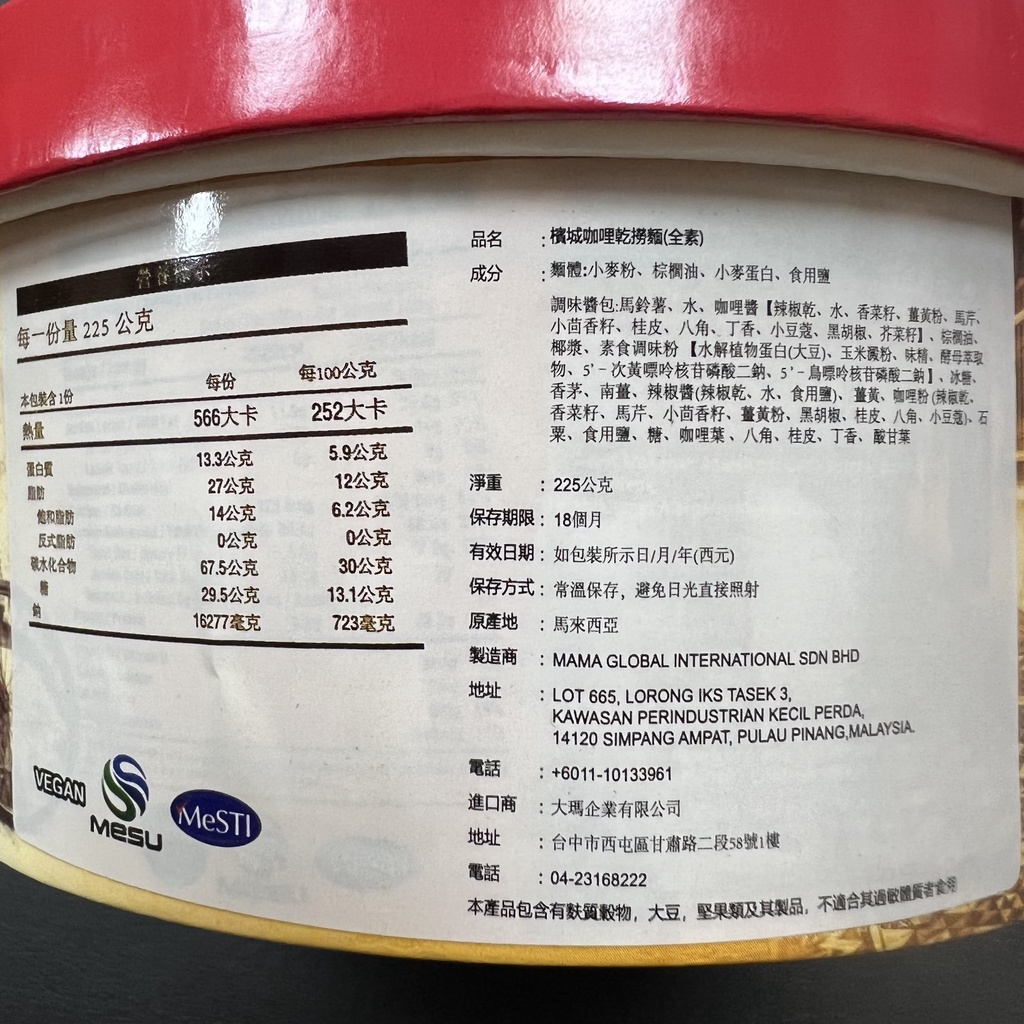 營養標示
每一份量 225 公克
本包裝含 1份
每份 每100公克
熱量 566大卡 252大卡
蛋白質 13.3公克 5.9公克
脂肪 27公克 12公克
飽和脂肪 14公克 6.2公克
反式脂肪 0公克 0公克
碳水化合物 67.5公克 30公克
糖 29.5公克 13.1公克
鈉 16277毫克 723毫克
VEGAN
MeSU
MeSTI
品名 : 檳城咖哩乾撈麵(全素)
成分 : 麵體:小麥粉、棕櫚油、小麥蛋白、食用鹽
調味醬包:馬鈴薯、水、咖哩醬【辣椒乾、水、香菜籽、薑黃粉、馬芹、
小茴香籽、桂皮、八角、丁香、小豆蔻、黑胡椒、芥菜籽】、棕櫚油、
椰漿、素食調味粉【水解植物蛋白(大豆)、玉米澱粉、味精、酵母萃取
物、5'-次黃嘌呤核苷磷酸二鈉、5'-鳥嘌呤核苷磷酸二鈉】、冰糖、
香茅、南薑、辣椒醬(辣椒乾、水、食用鹽)、薑黃、咖哩粉(辣椒乾、
香菜籽、馬芹、小茴香籽、薑黃粉、黑胡椒、桂皮、八角、小豆蔻)、石
栗、食用鹽、糖、咖哩葉、八角、桂皮、丁香、酸甘葉
淨重 : 225公克
保存期限 : 18個月
有效日期 : 如包裝所示日/月/年(西元)
保存方式 : 常溫保存，避免日光直接照射
原產地 : 馬來西亞
製造商 : MAMA GLOBAL INTERNATIONAL SDN BHD
地址 : LOT 665, LORONG IKS TASEK 3,
KAWASAN PERINDUSTRIAN KECIL PERDA,
14120 SIMPANG AMPAT, PULAU PINANG,MALAYSIA.
電話 : +6011-10133961
進口商 : 大瑪企業有限公司
地址 : 台中市西屯區甘肅路二段58號1樓
電話 : 04-23168222
本產品包含有麩質穀物，大豆，堅果類及其製品，不適合其過敏體質者食用